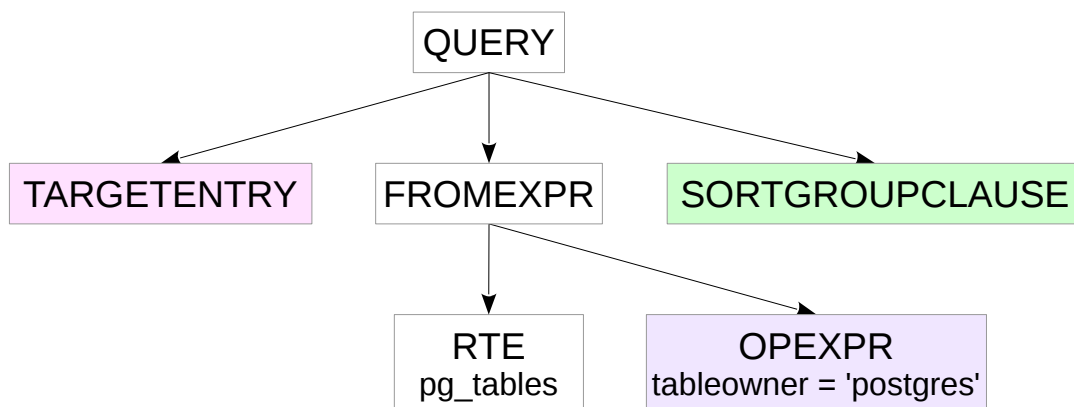 QUERY
TARGETENTRY
FROMEXPR
SORTGROUPCLAUSE
RTE
pg_tables
OPEXPR
tableowner = 'postgres'